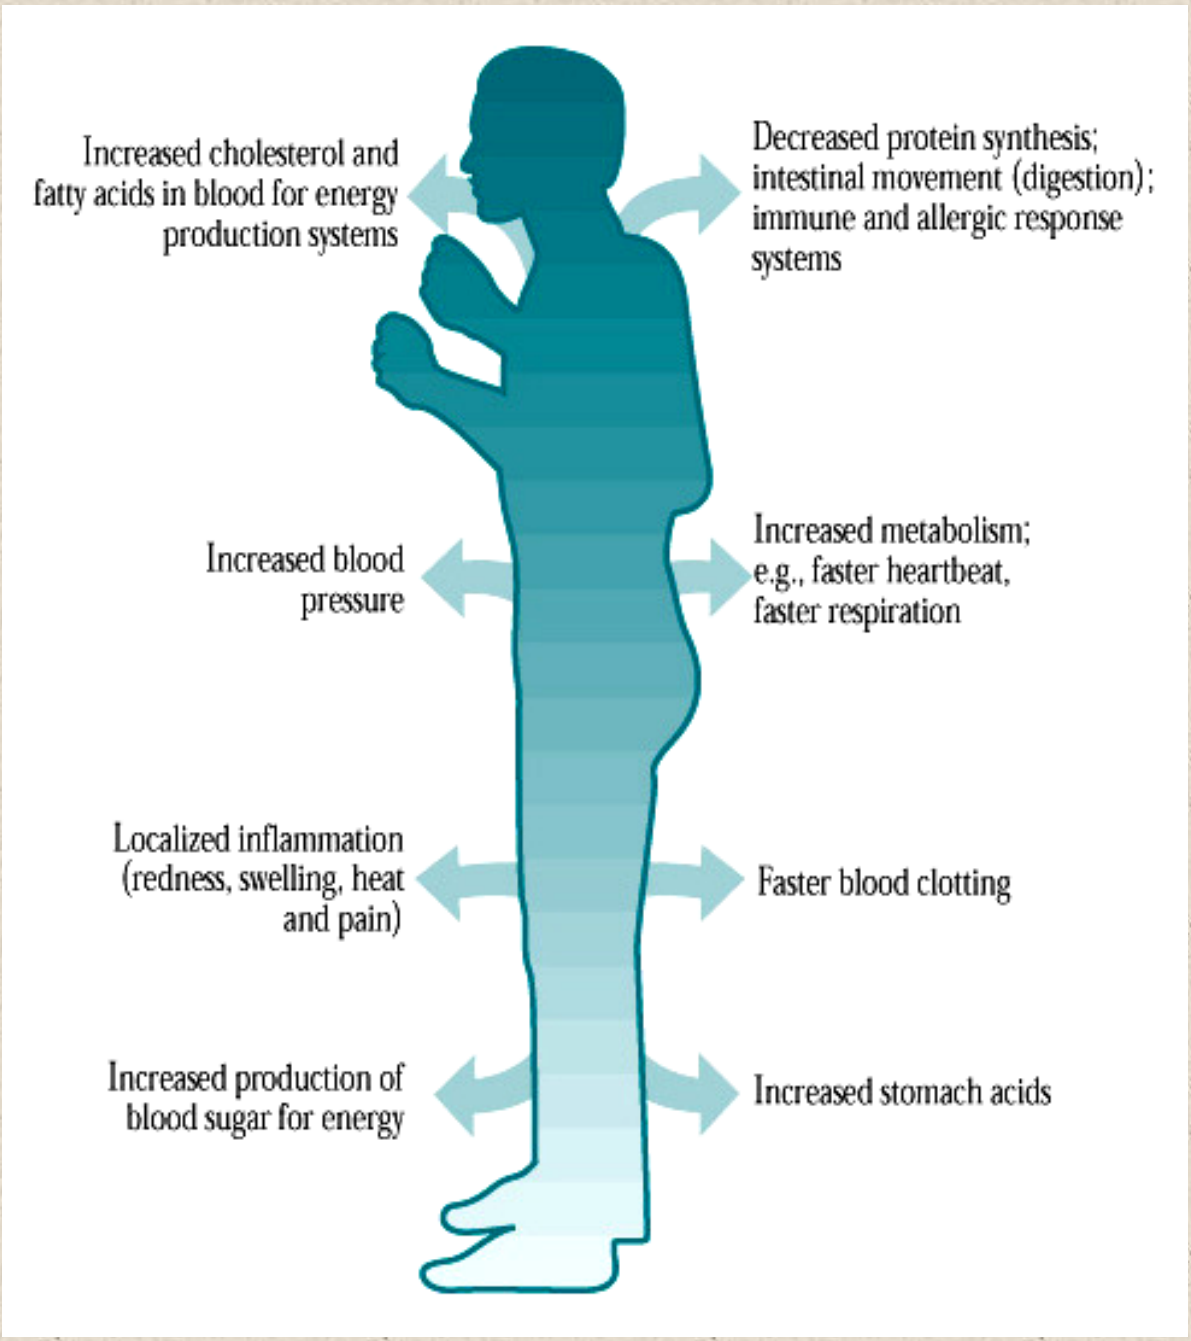 Increased cholesterol and
fatty acids in blood for energy
production systems
Decreased protein synthesis;
intestinal movement (digestion);
immune and allergic response
systems
Increased blood
pressure
Increased metabolism;
e.g., faster heartbeat,
faster respiration
Localized inflammation
(redness, swelling, heat
and pain)
Faster blood clotting
Increased production of
blood sugar for energy
Increased stomach acids